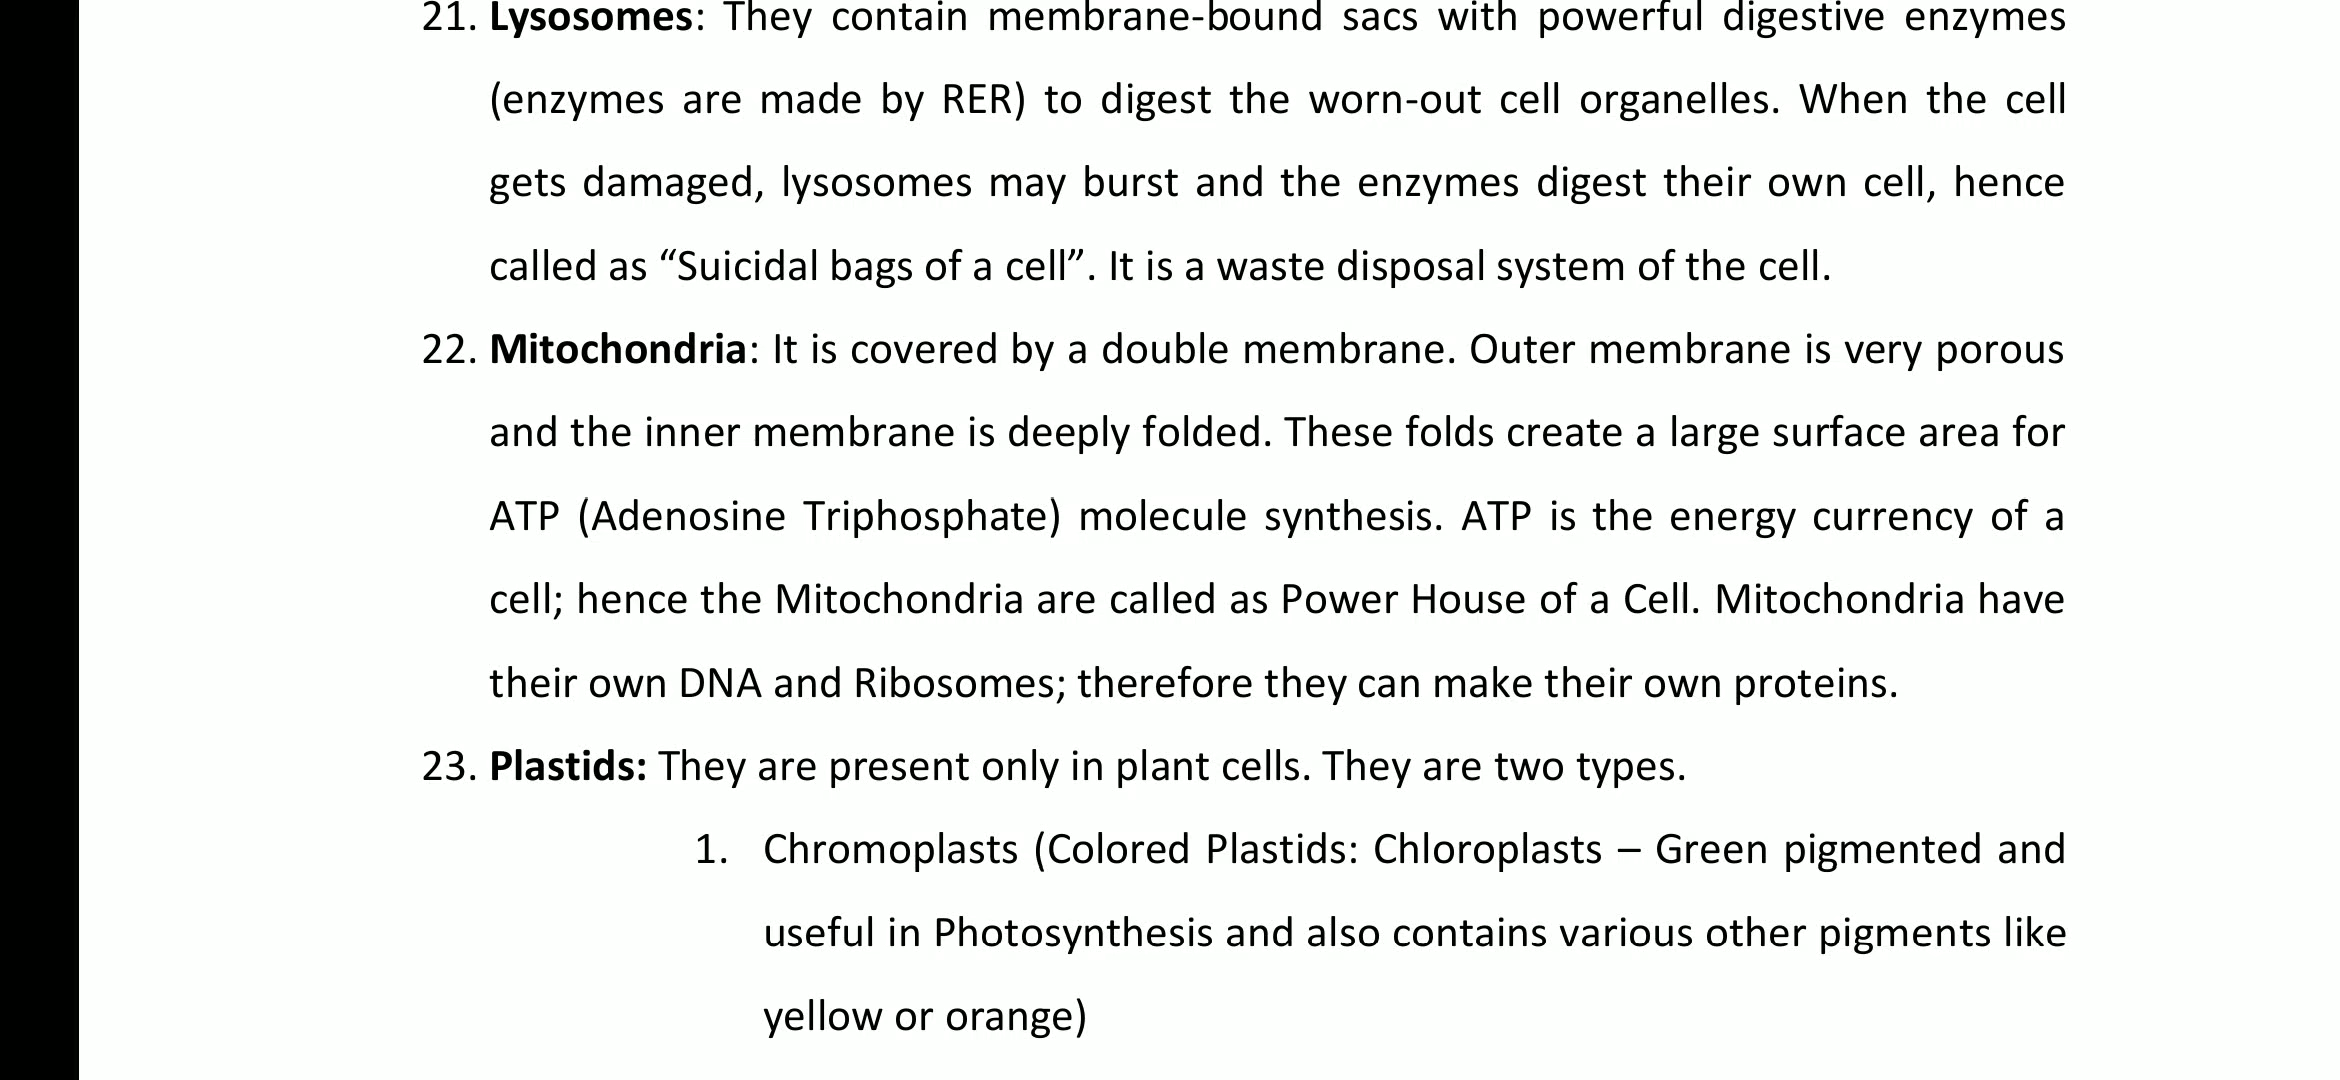 21. Lysosomes: They contain membrane-bound sacs with powerful digestive enzymes
(enzymes are made by RER) to digest the worn-out cell organelles. When the cell
gets damaged, lysosomes may burst and the enzymes digest their own cell, hence
called as “Suicidal bags of a cell”. It is a waste disposal system of the cell.
22. Mitochondria: It is covered by a double membrane. Outer membrane is very porous
and the inner membrane is deeply folded. These folds create a large surface area for
ATP (Adenosine Triphosphate) molecule synthesis. ATP is the energy currency of a
cell; hence the Mitochondria are called as Power House of a Cell. Mitochondria have
their own DNA and Ribosomes; therefore they can make their own proteins.
23. Plastids: They are present only in plant cells. They are two types.
1. Chromoplasts (Colored Plastids: Chloroplasts – Green pigmented and
useful in Photosynthesis and also contains various other pigments like
yellow or orange)